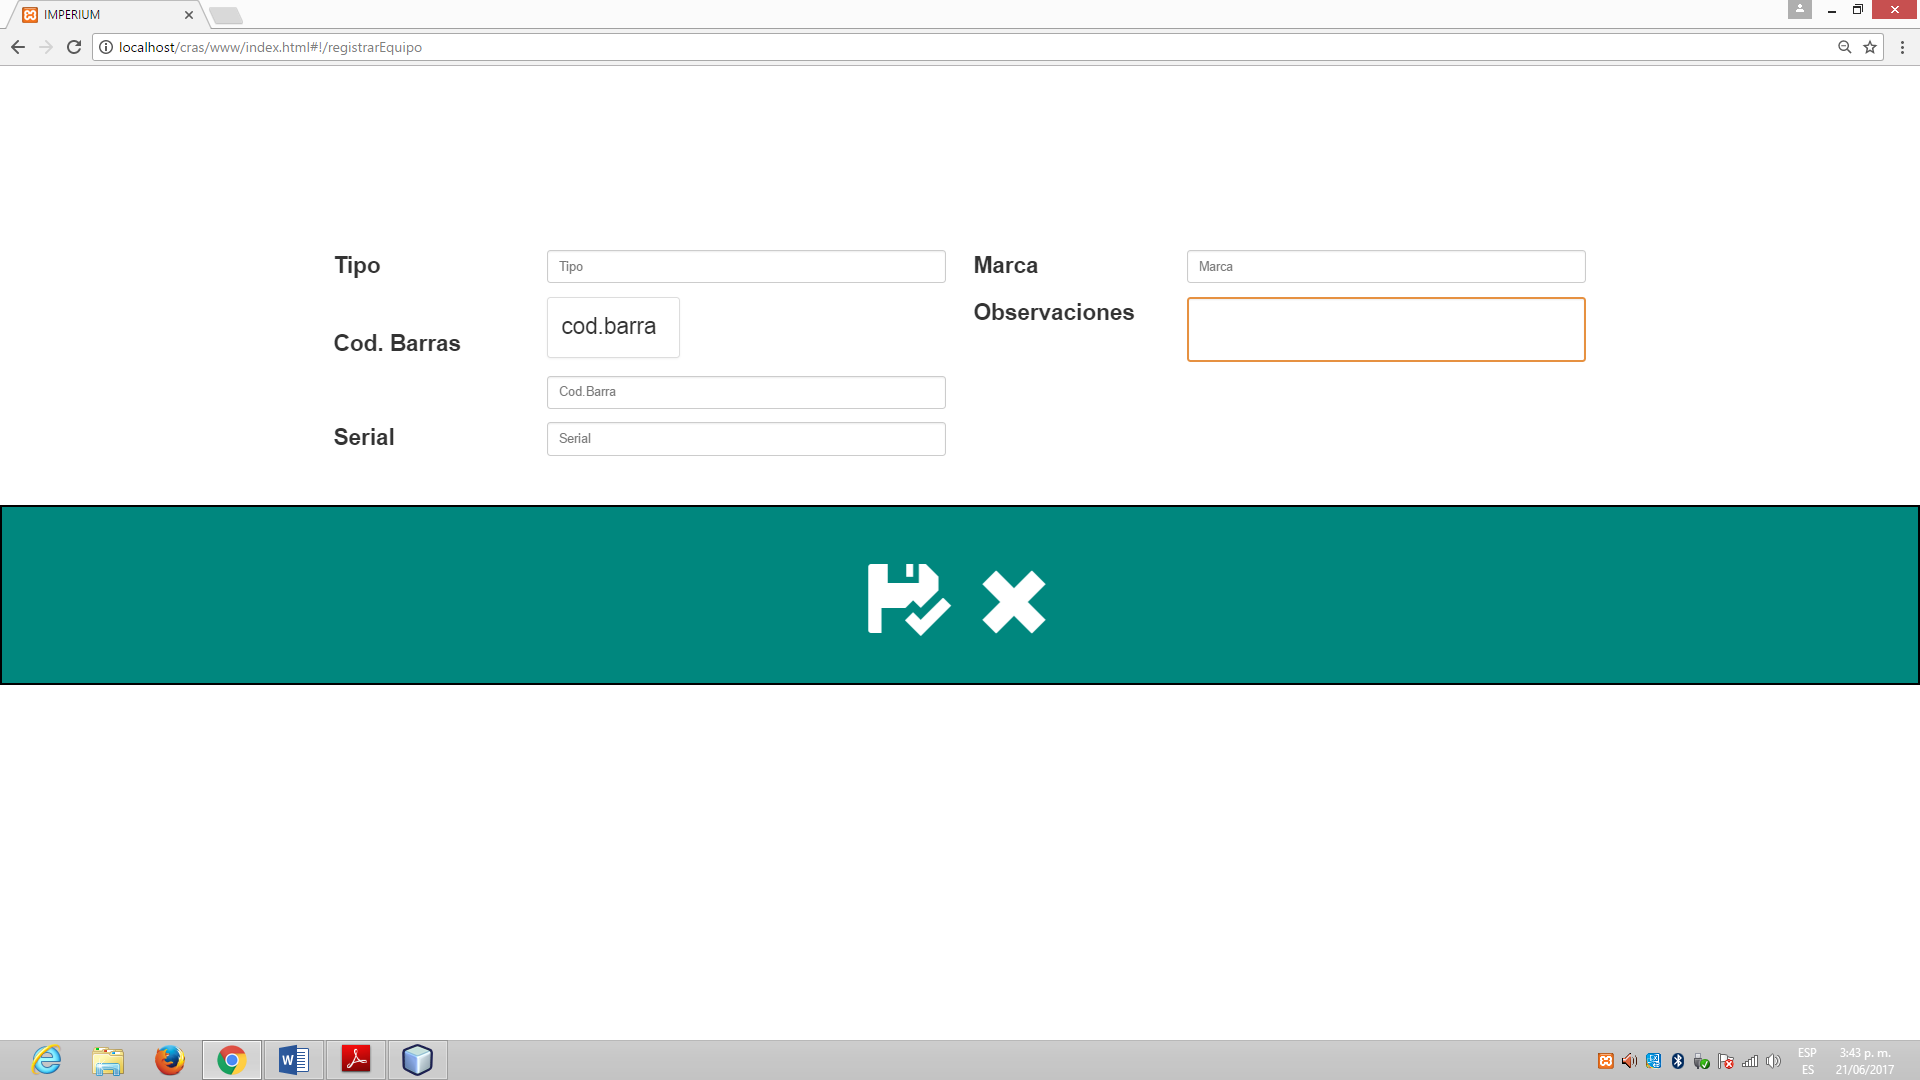 IMPERIUM
localhost/cras/www/index.html#!/registrarEquipo
Tipo
Tipo
Marca
Marca
Cod. Barras
cod.barra
Observaciones
Cod.Barra
Serial
Serial
ESP
ES
3:43 p. m.
21/06/2017